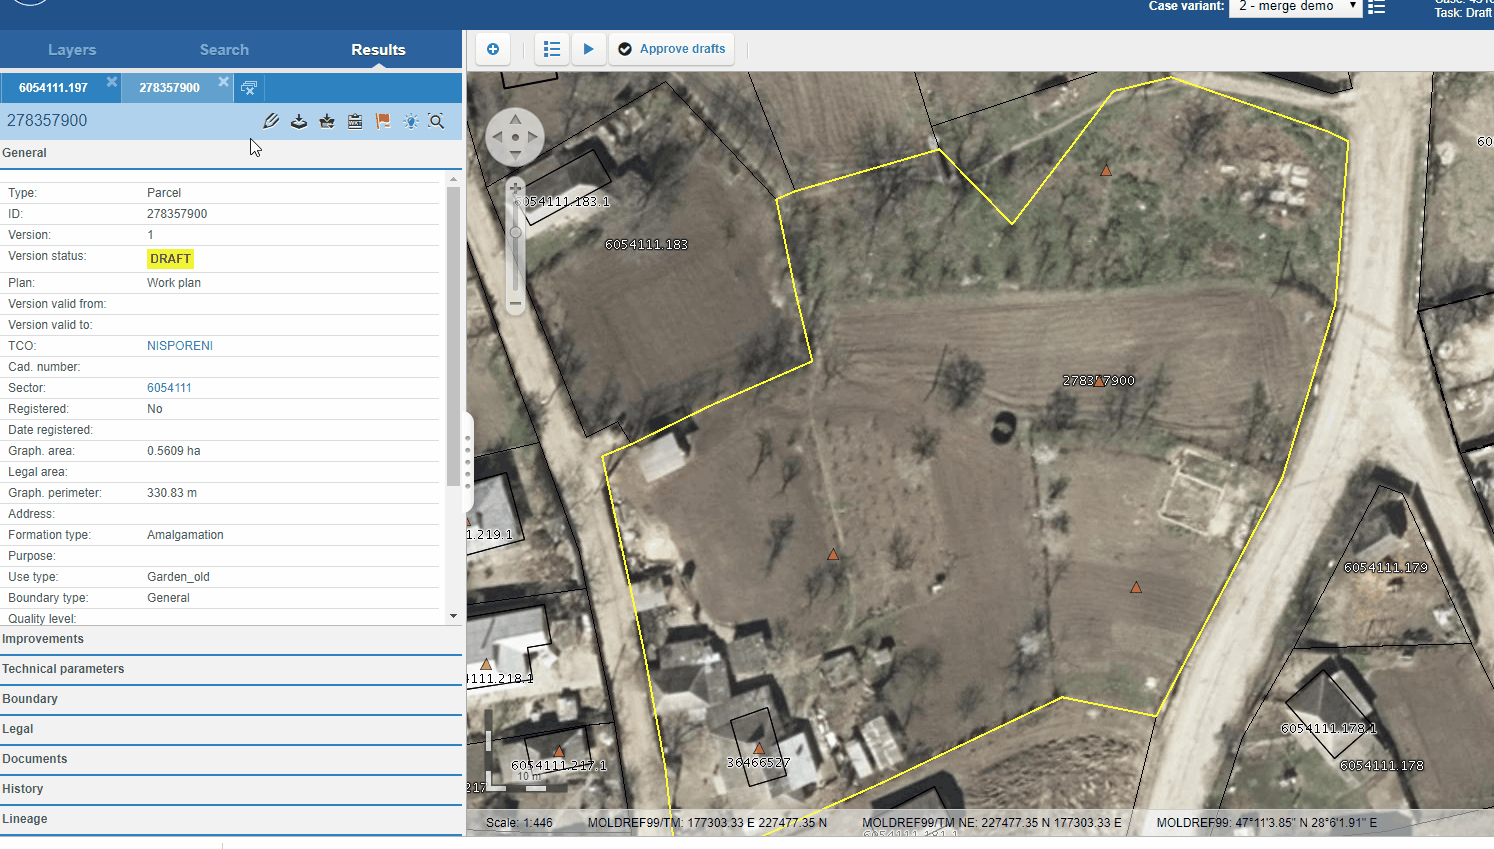 Case variant:
2 - merge demo
Task: Draft
Layers
Search
Results
6054111.197
278357900
Approve drafts
278357900
General
Type: Parcel
ID: 278357900
Version: 1
Version status: DRAFT
Plan: Work plan
Version valid from:
Version valid to:
TCO: NISPORENI
Cad. number:
Sector: 6054111
Registered: No
Date registered:
Graph. area: 0.5609 ha
Legal area:
Graph. perimeter: 330.83 m
Address:
Formation type: Amalgamation
Purpose:
Use type: Garden_old
Boundary type: General
Quality level:
Improvements
Technical parameters
Boundary
Legal
Documents
History
Lineage
60
6054111.183.1
6054111.183
278357900
1.219.1
6054111.179
4111.218.1
6054111.178.1
6054111.217.1
36466527
6054111.178
10 m
217
Scale: 1:446
MOLDREF99/TM: 177303.33 E 227477.35 N
MOLDREF99/TM NE: 227477.35 N 177303.33 E
MOLDREF99: 47°11'3.85" N 28°6'1.91" E
6054111.181.1